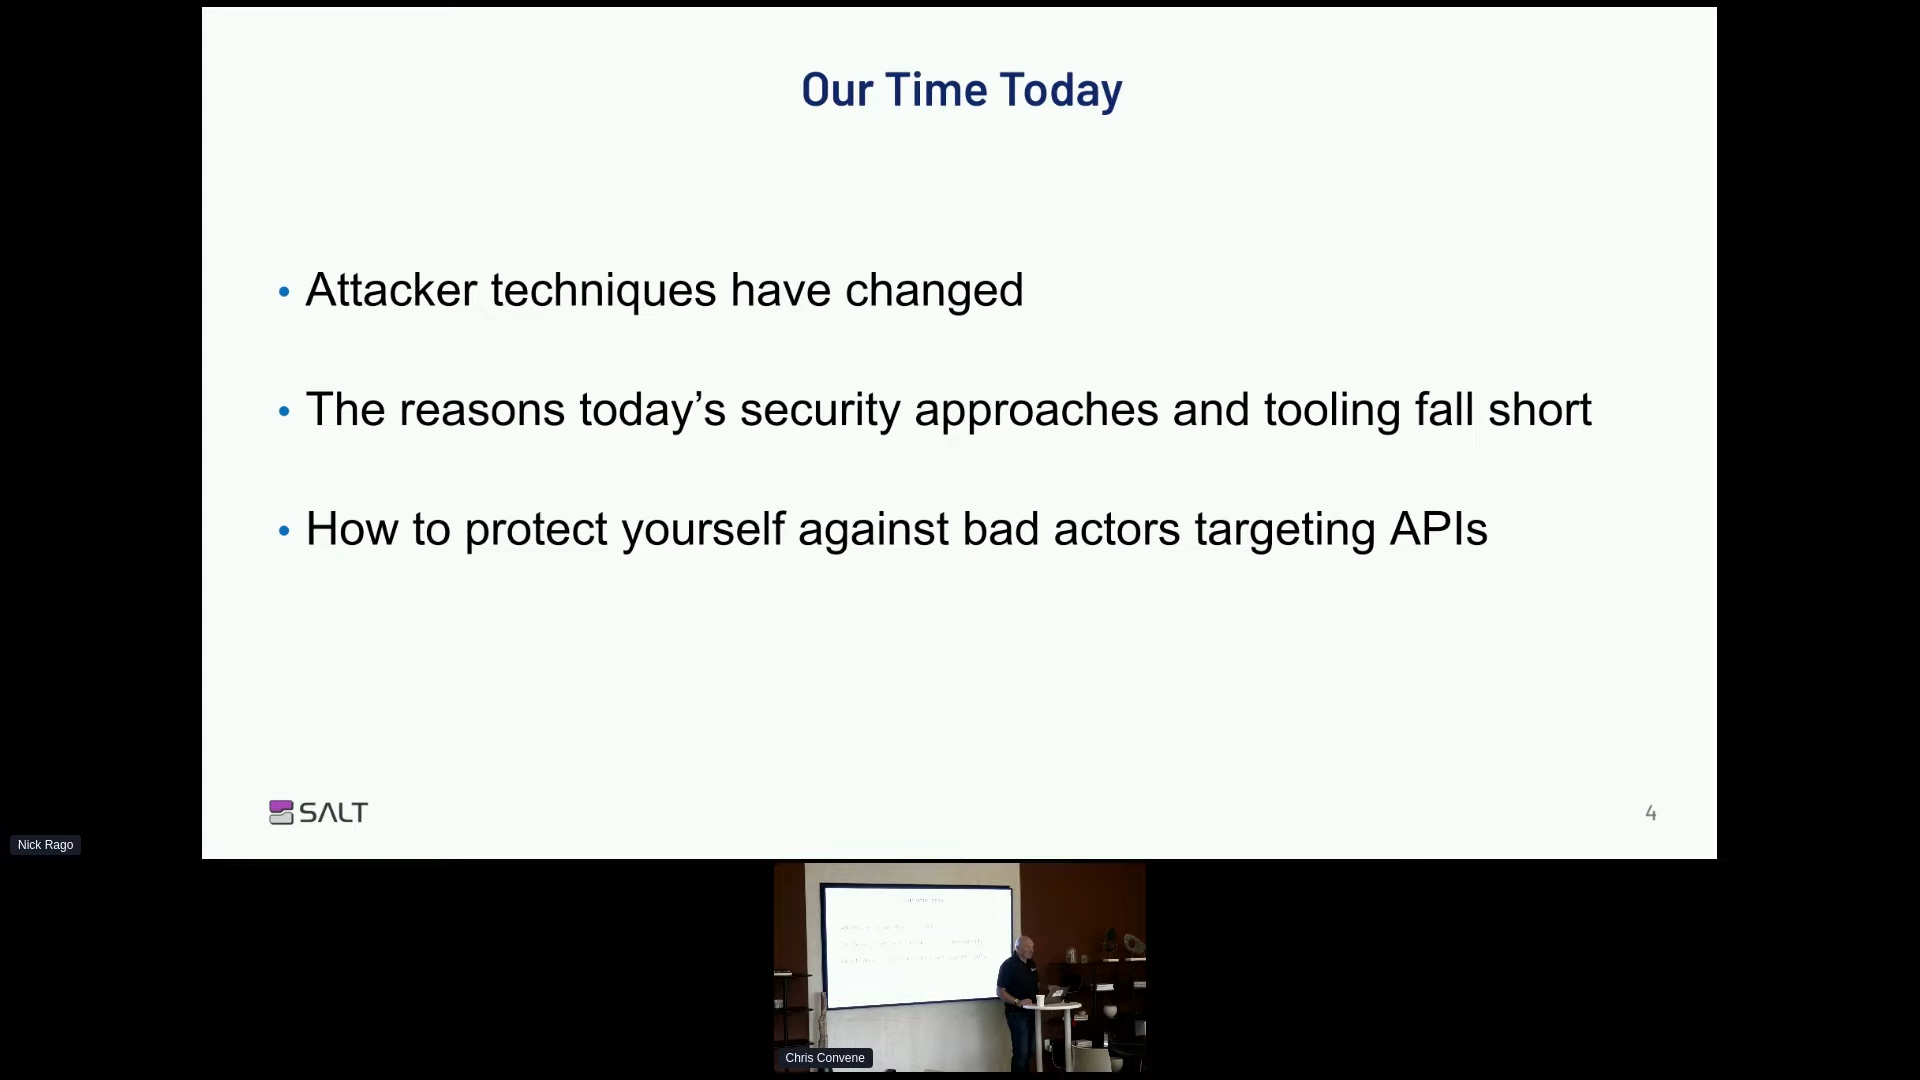 Our Time Today
• Attacker techniques have changed
• The reasons today’s security approaches and tooling fall short
• How to protect yourself against bad actors targeting APIs
SALT
4
Nick Rago
Chris Convene